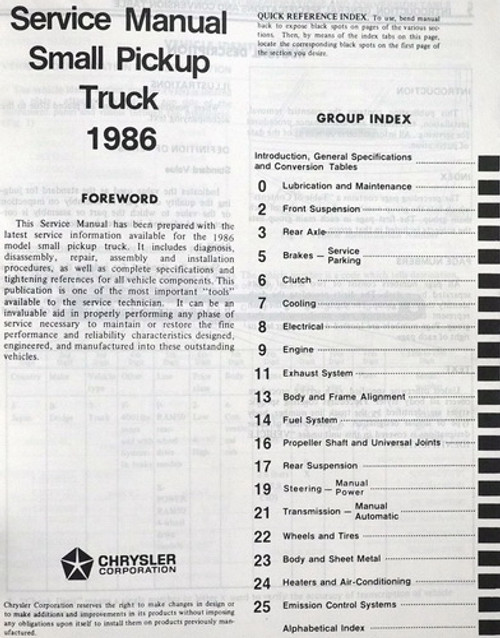 Service Manual
Small Pickup
Truck
1986
FOREWORD
This Service Manual has been prepared with the
latest service information available for the 1986
model small pickup truck. It includes diagnosis,
disassembly, repair, assembly and installation
procedures, as well as complete specifications and
tightening references for all vehicle components. This
publication is one of the most important "tools"
available to the service technician. It can be an
invaluable aid in properly performing any phase of
service necessary to maintain or restore the fine
performance and reliability characteristics designed,
engineered, and manufactured into these outstanding
vehicles.
CHRYSLER
CORPORATION
Chrysler Corporation reserves the right to make changes in design or
to make additions and improvements in its products without imposing
any obligations upon itself to install them on products previously man-
ufactured.
QUICK REFERENCE INDEX. To use, bend manual
back to expose black spots on pages of the various sec-
tions. Then, by means of the index tabs on this page,
locate the corresponding black spots on the first page of
the section you desire.
GROUP INDEX
Introduction, General Specifications
and Conversion Tables
0 Lubrication and Maintenance
2 Front Suspension
3 Rear Axle
5 Brakes — Service
Parking
6 Clutch
7 Cooling
8 Electrical
9 Engine
11 Exhaust System
13 Body and Frame Alignment
14 Fuel System
16 Propeller Shaft and Universal Joints
17 Rear Suspension
19 Steering — Manual
Power
21 Transmission — Manual
Automatic
22 Wheels and Tires
23 Body and Sheet Metal
24 Heaters and Air-Conditioning
25 Emission Control Systems
Alphabetical Index